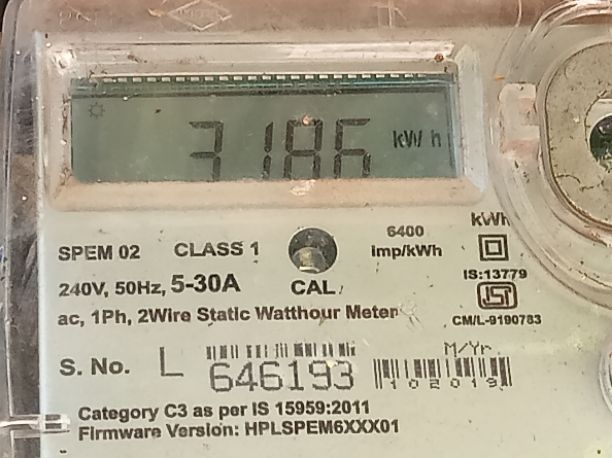 3186 kWh
SPEM 02 CLASS 1
6400
imp/kWh
kWh
240V, 50Hz, 5-30A
CAL
IS:13779
ISI
ac, 1Ph, 2Wire Static Watthour Meter
CM/L-9190783
M/Yr.
S. No. L 646193 102019
Category C3 as per IS 15959:2011
Firmware Version: HPLSPEM6XXX01